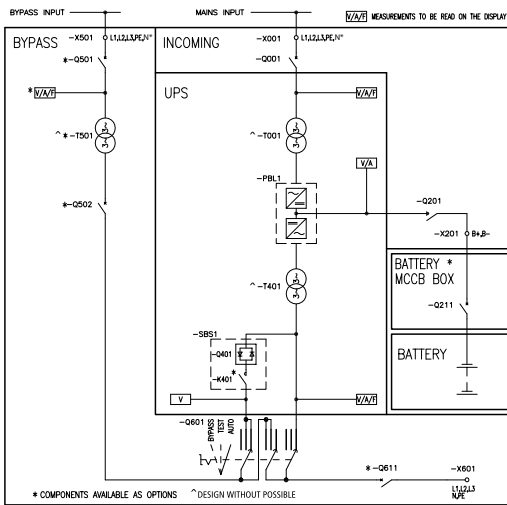 BYPASS INPUT
MAINS INPUT
V/A/F MEASUREMENTS TO BE READ ON THE DISPLAY
BYPASS
-X501
L1,L2,L3,PE,N*
INCOMING
-X001
L1,L2,L3,PE,N*
*-Q501
-Q001
* V/A/F
UPS
V/A/F
^ *-T501
^ -T001
V/A
-PBL1
*-Q502
-Q201
-X201
B+,B-
BATTERY *
MCCB BOX
^ -T401
-Q211
-SBS1
-Q401
BATTERY
*
-K401
V
V/A/F
-Q601
BYPASS
TEST
AUTO
*-Q611
-X601
L1,L2,L3
N,PE
* COMPONENTS AVAILABLE AS OPTIONS
^DESIGN WITHOUT POSSIBLE